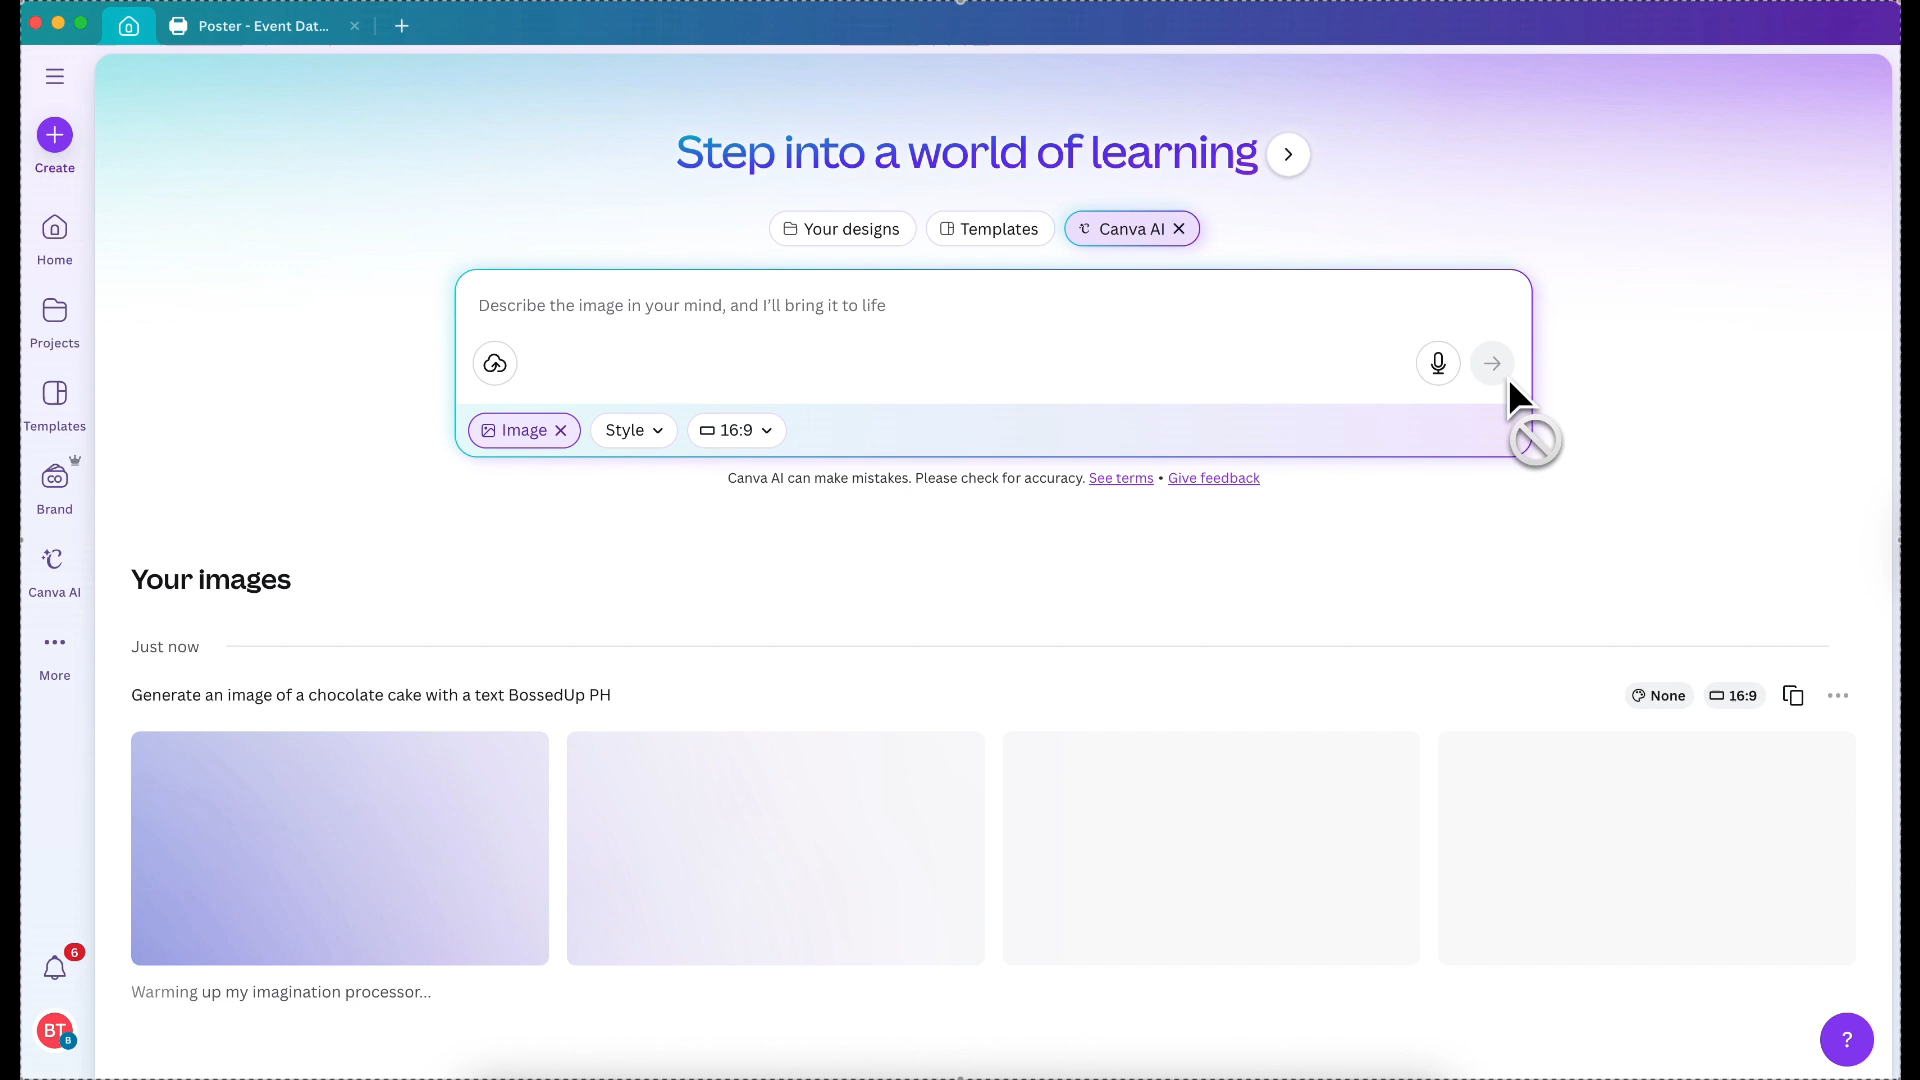 Poster - Event Dat...
Create
Home
Projects
Templates
Brand
Canva AI
More
6
BT
B
Step into a world of learning
Your designs
Templates
Canva AI
Describe the image in your mind, and I'll bring it to life
Image
Style
16:9
Canva AI can make mistakes. Please check for accuracy. See terms • Give feedback
Your images
Just now
Generate an image of a chocolate cake with a text BossedUp PH
None
16:9
Warming up my imagination processor...
?